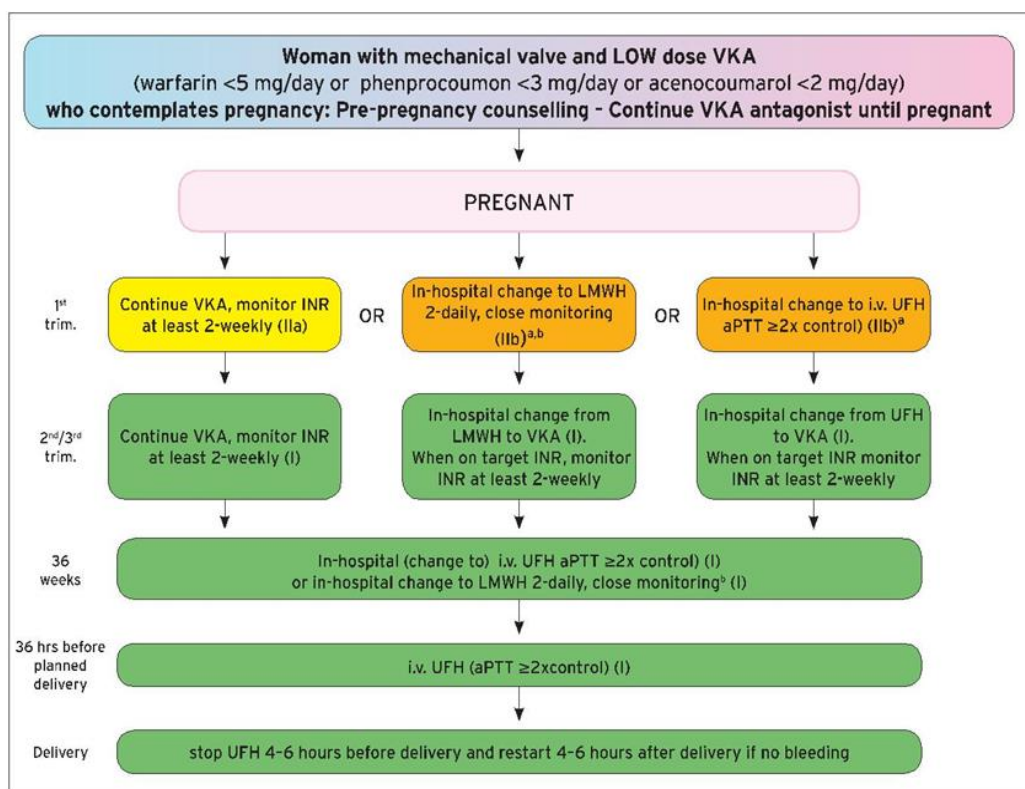 Woman with mechanical valve and LOW dose VKA
(warfarin <5 mg/day or phenprocoumon <3 mg/day or acenocoumarol <2 mg/day)
who contemplates pregnancy: Pre-pregnancy counselling - Continue VKA antagonist until pregnant
PREGNANT
1st
trim.
Continue VKA, monitor INR
at least 2-weekly (IIa)
OR
In-hospital change to LMWH
2-daily, close monitoring
(IIb)a,b
OR
In-hospital change to i.v. UFH
aPTT ≥2x control) (IIb)a
2nd/3rd
trim.
Continue VKA, monitor INR
at least 2-weekly (I)
In-hospital change from
LMWH to VKA (I).
When on target INR, monitor
INR at least 2-weekly
In-hospital change from UFH
to VKA (I).
When on target INR monitor
INR at least 2-weekly
36
weeks
In-hospital (change to) i.v. UFH aPTT ≥2x control) (I)
or in-hospital change to LMWH 2-daily, close monitoringb (I)
36 hrs before
planned
delivery
i.v. UFH (aPTT ≥2xcontrol) (I)
Delivery
stop UFH 4-6 hours before delivery and restart 4-6 hours after delivery if no bleeding